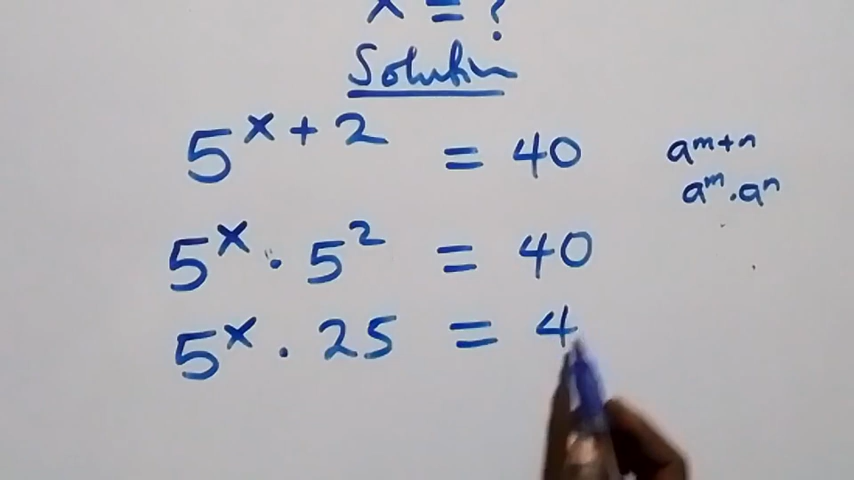 x = ?
Solution
5^{x+2} = 40
a^{m+n}
a^m . a^n
5^x . 5^2 = 40
5^x . 25 = 4